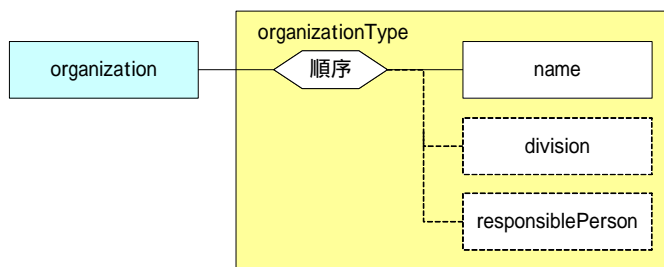 organizationType
organization
順序
name
division
responsiblePerson